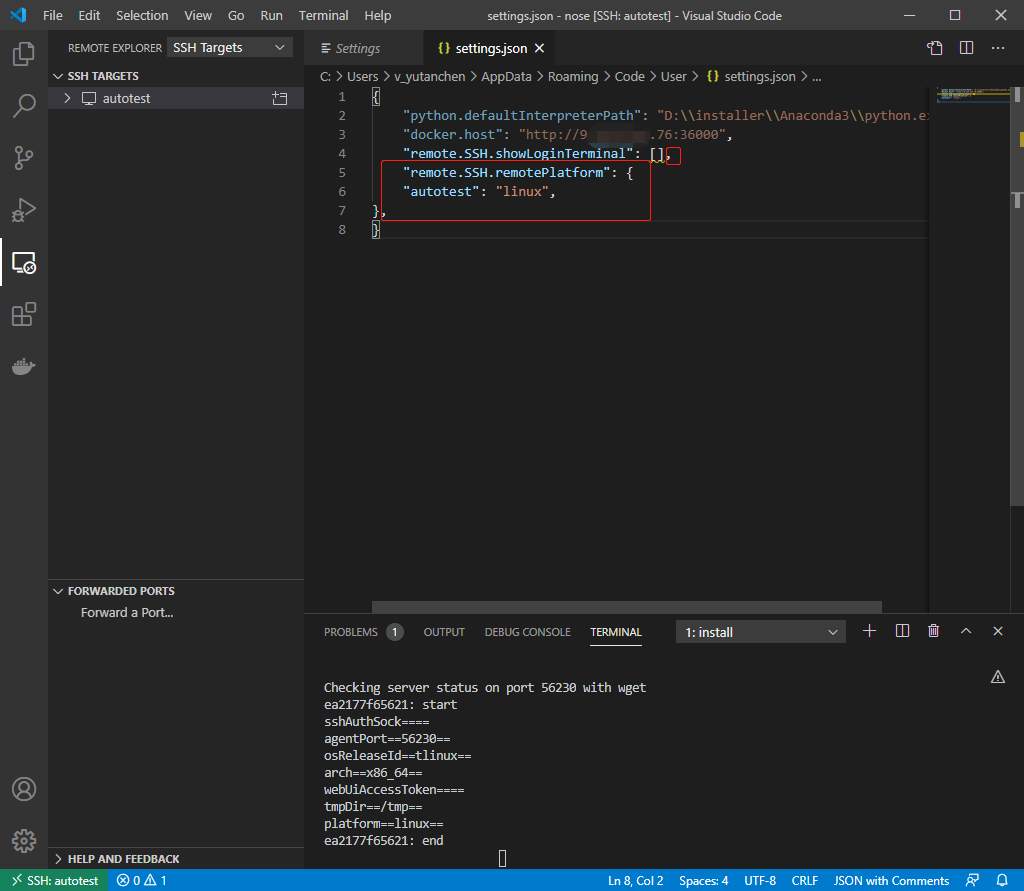 File Edit Selection View Go Run Terminal Help settings.json - nose [SSH: autotest] - Visual Studio Code
REMOTE EXPLORER SSH Targets
SSH TARGETS
autotest
Settings {} settings.json
C: > Users > v_yutanchen > AppData > Roaming > Code > User > {} settings.json > ...
1 {
2 "python.defaultInterpreterPath": "D:\\installer\\Anaconda3\\python.ex
3 "docker.host": "http://9 .76:36000",
4 "remote.SSH.showLoginTerminal": [],
5 "remote.SSH.remotePlatform": {
6 "autotest": "linux",
7 },
8 }
FORWARDED PORTS
Forward a Port...
PROBLEMS 1 OUTPUT DEBUG CONSOLE TERMINAL 1: install
Checking server status on port 56230 with wget
ea2177f65621: start
sshAuthSock====
agentPort==56230==
osReleaseId==tlinux==
arch==x86_64==
webUiAccessToken====
tmpDir==/tmp==
platform==linux==
ea2177f65621: end
HELP AND FEEDBACK
SSH: autotest 0 1 Ln 8, Col 2 Spaces: 4 UTF-8 CRLF JSON with Comments